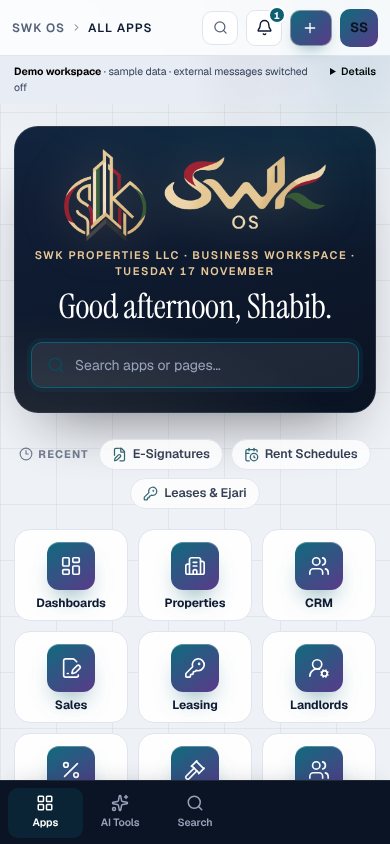 SWK OS > ALL APPS
1
SS
Demo workspace · sample data · external messages switched off
▶ Details
SK
Swk
OS
SWK PROPERTIES LLC · BUSINESS WORKSPACE ·
TUESDAY 17 NOVEMBER
Good afternoon, Shabib.
Search apps or pages...
RECENT
E-Signatures
Rent Schedules
Leases & Ejari
Dashboards
Properties
CRM
Sales
Leasing
Landlords
Apps
AI Tools
Search